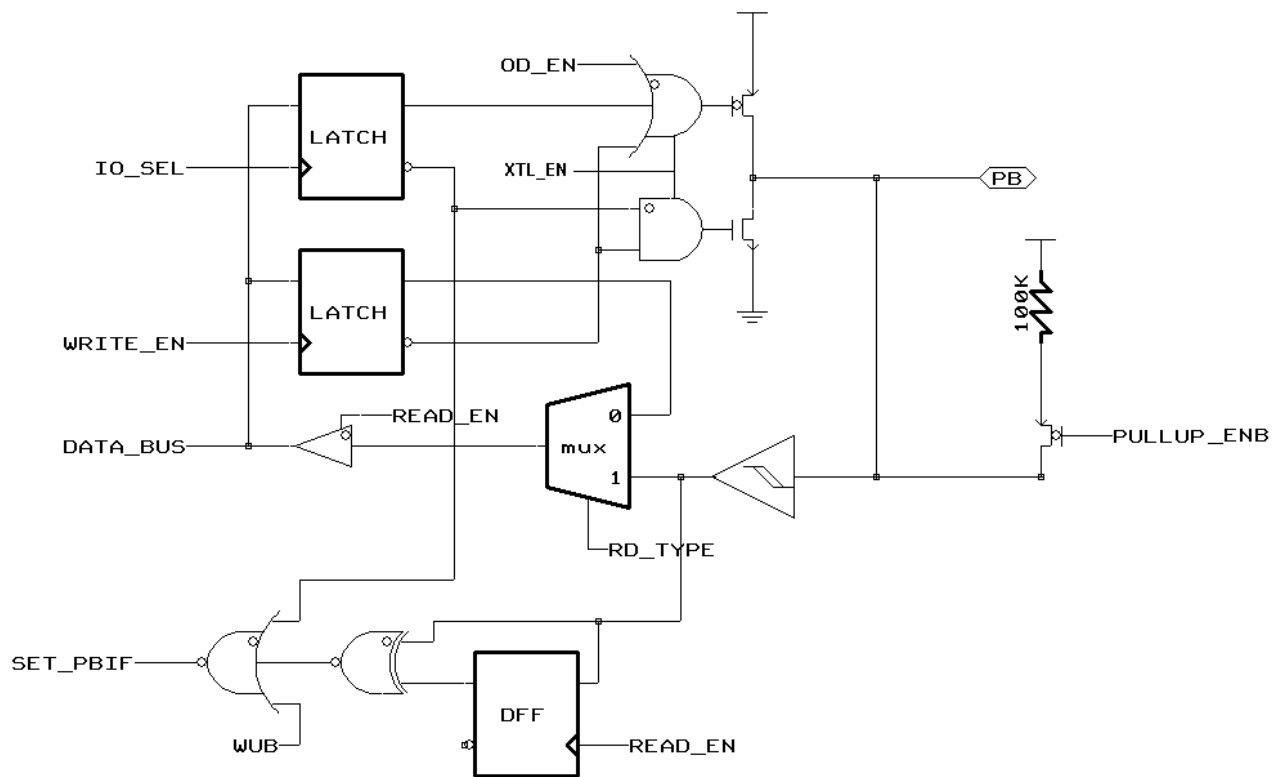 OD_EN
LATCH
IO_SEL
XTL_EN
PB
LATCH
100K
WRITE_EN
READ_EN
0
DATA_BUS
mux
PULLUP_ENB
1
RD_TYPE
SET_PBIF
DFF
WUB
READ_EN